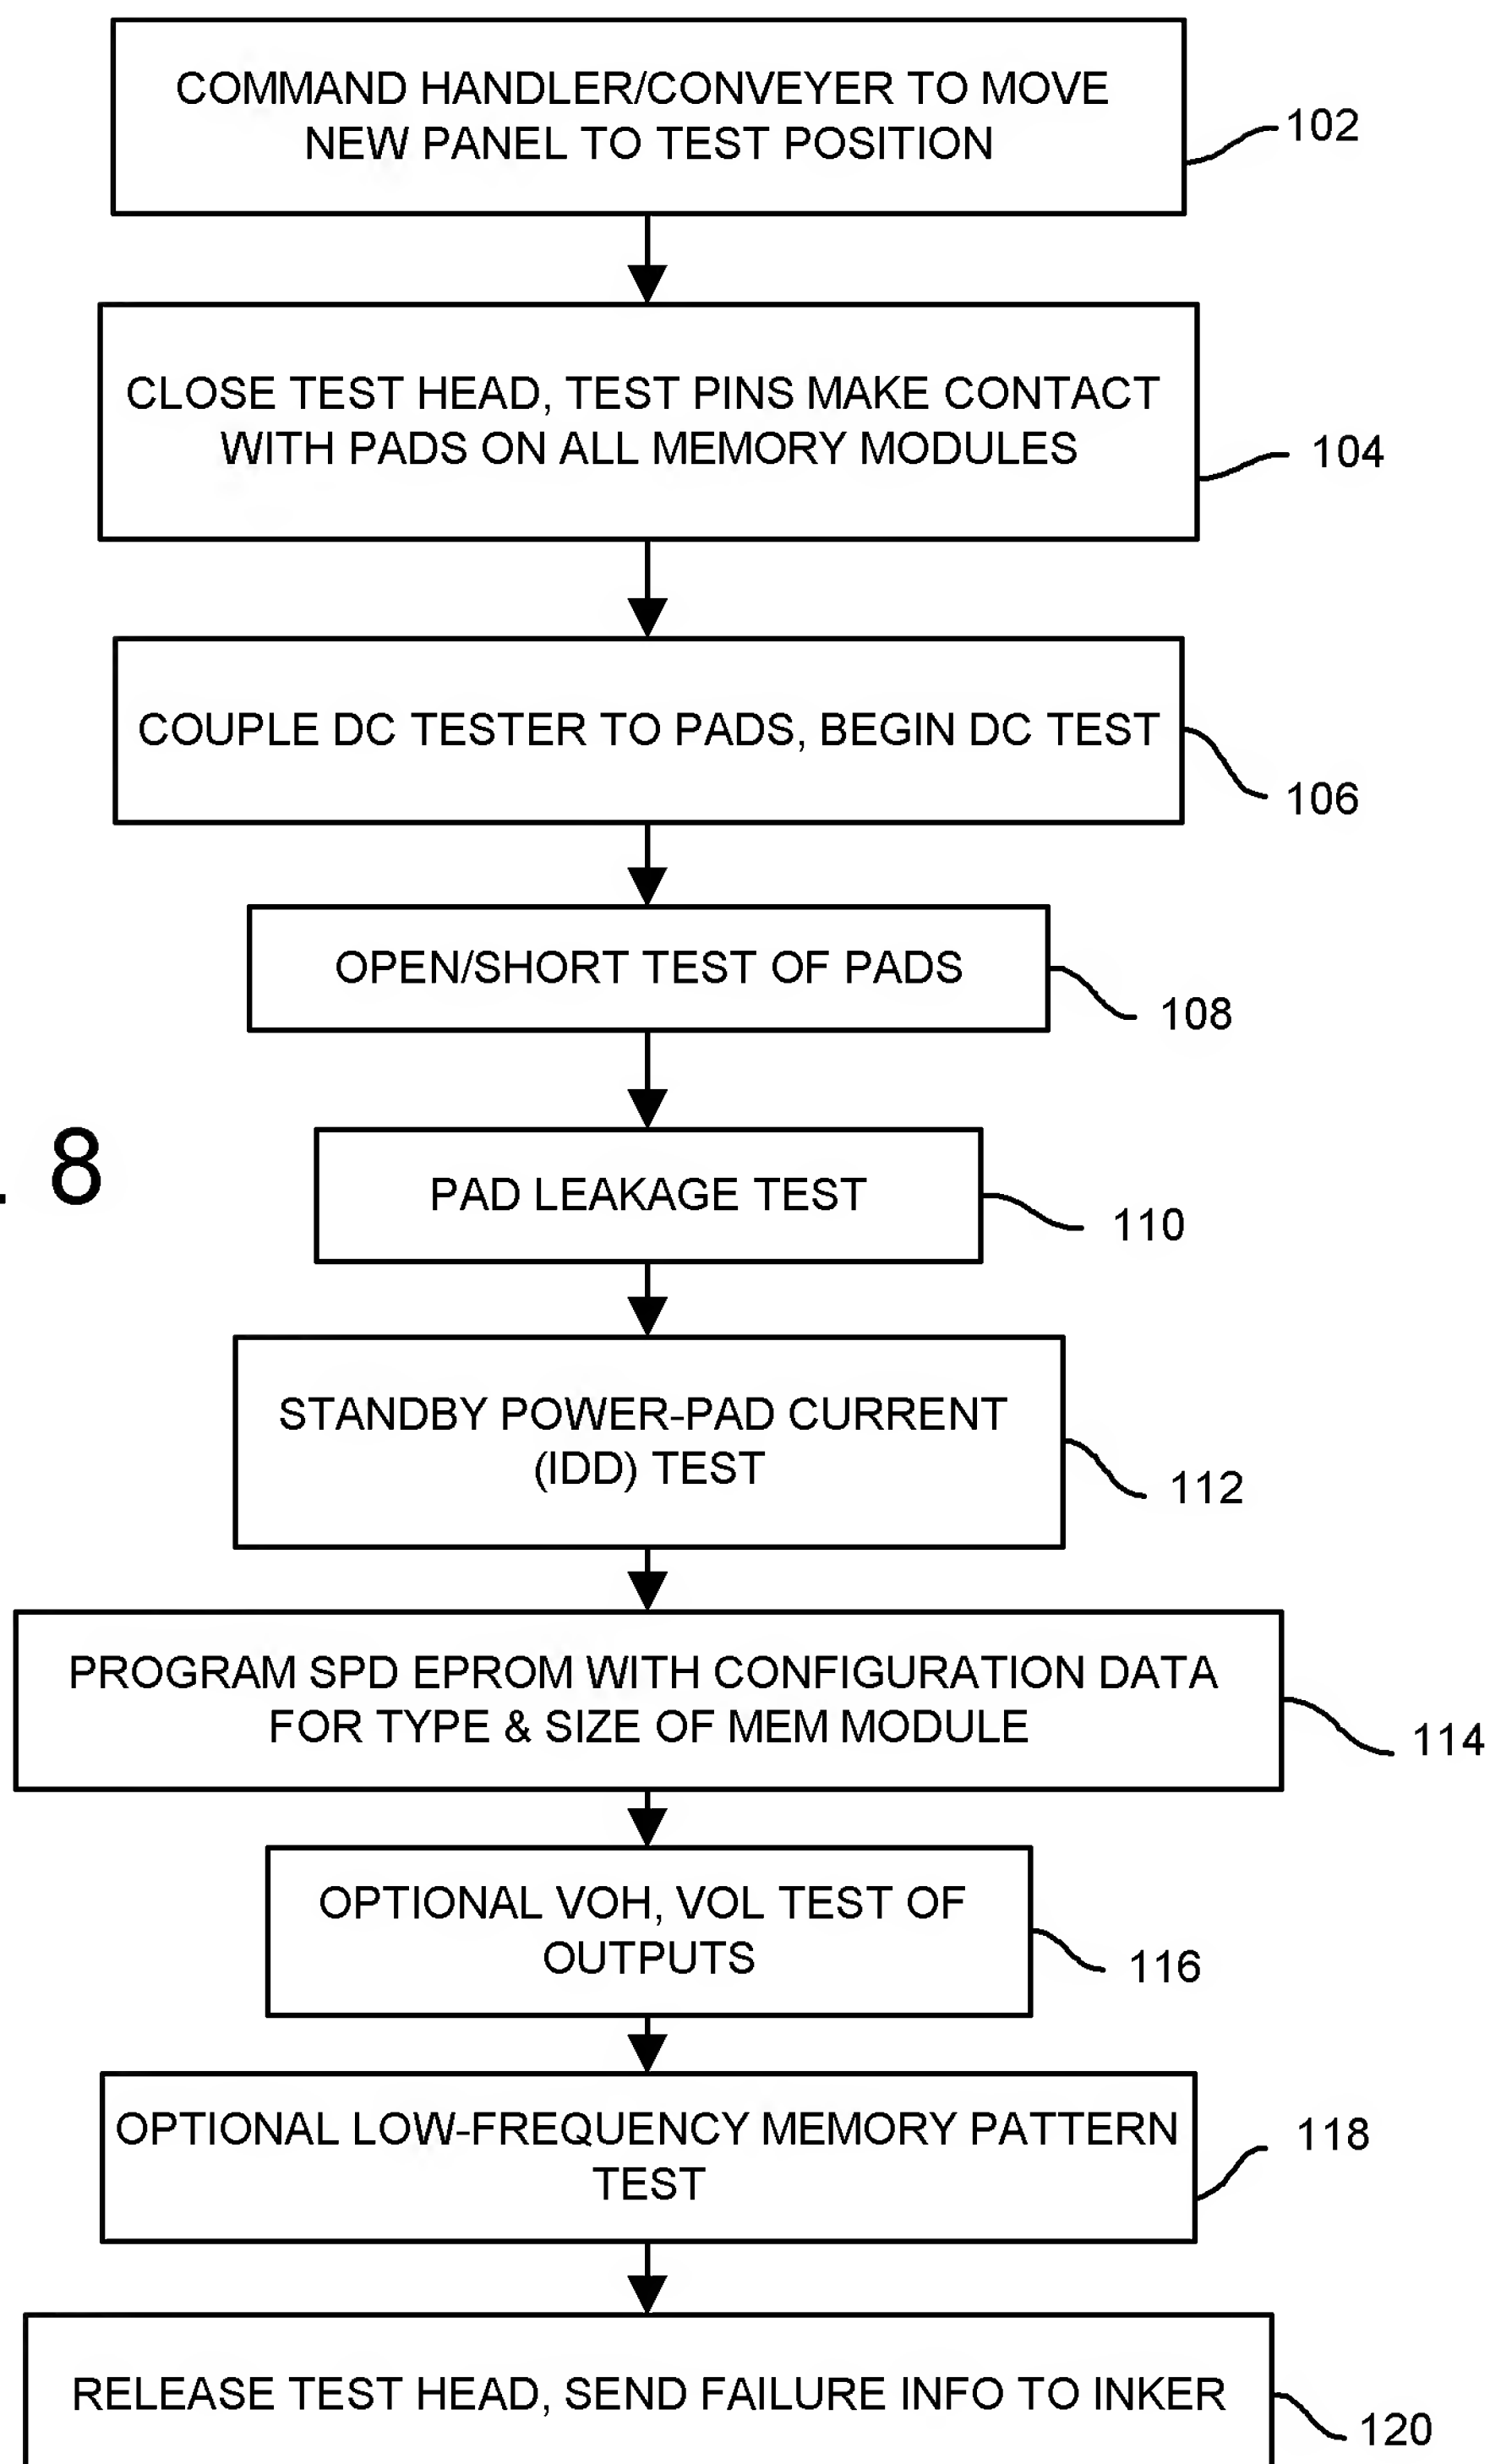 COMMAND HANDLER/CONVEYER TO MOVE
NEW PANEL TO TEST POSITION
102
CLOSE TEST HEAD, TEST PINS MAKE CONTACT
WITH PADS ON ALL MEMORY MODULES
104
COUPLE DC TESTER TO PADS, BEGIN DC TEST
106
OPEN/SHORT TEST OF PADS
108
. 8
PAD LEAKAGE TEST
110
STANDBY POWER-PAD CURRENT
(IDD) TEST
112
PROGRAM SPD EPROM WITH CONFIGURATION DATA
FOR TYPE & SIZE OF MEM MODULE
114
OPTIONAL VOH, VOL TEST OF
OUTPUTS
116
OPTIONAL LOW-FREQUENCY MEMORY PATTERN
TEST
118
RELEASE TEST HEAD, SEND FAILURE INFO TO INKER
120